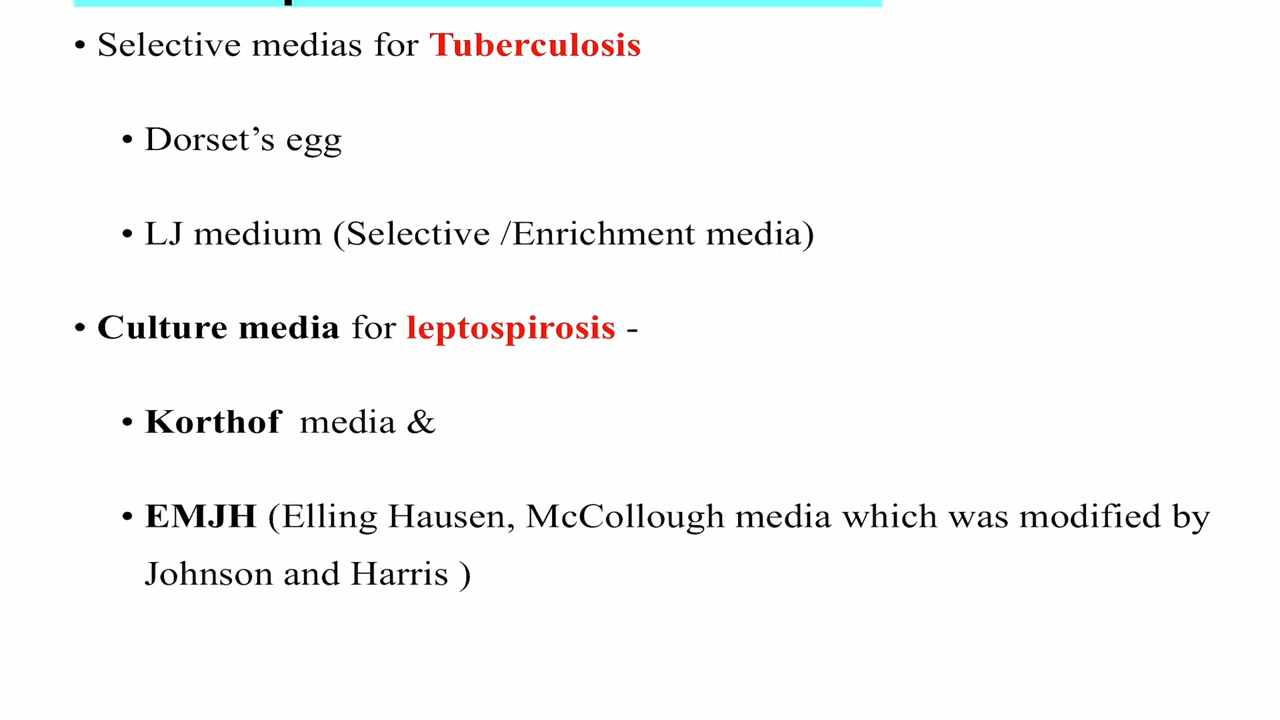 • Selective medias for Tuberculosis
• Dorset’s egg
• LJ medium (Selective /Enrichment media)
• Culture media for leptospirosis -
• Korthof media &
• EMJH (Elling Hausen, McCollough media which was modified by
Johnson and Harris )